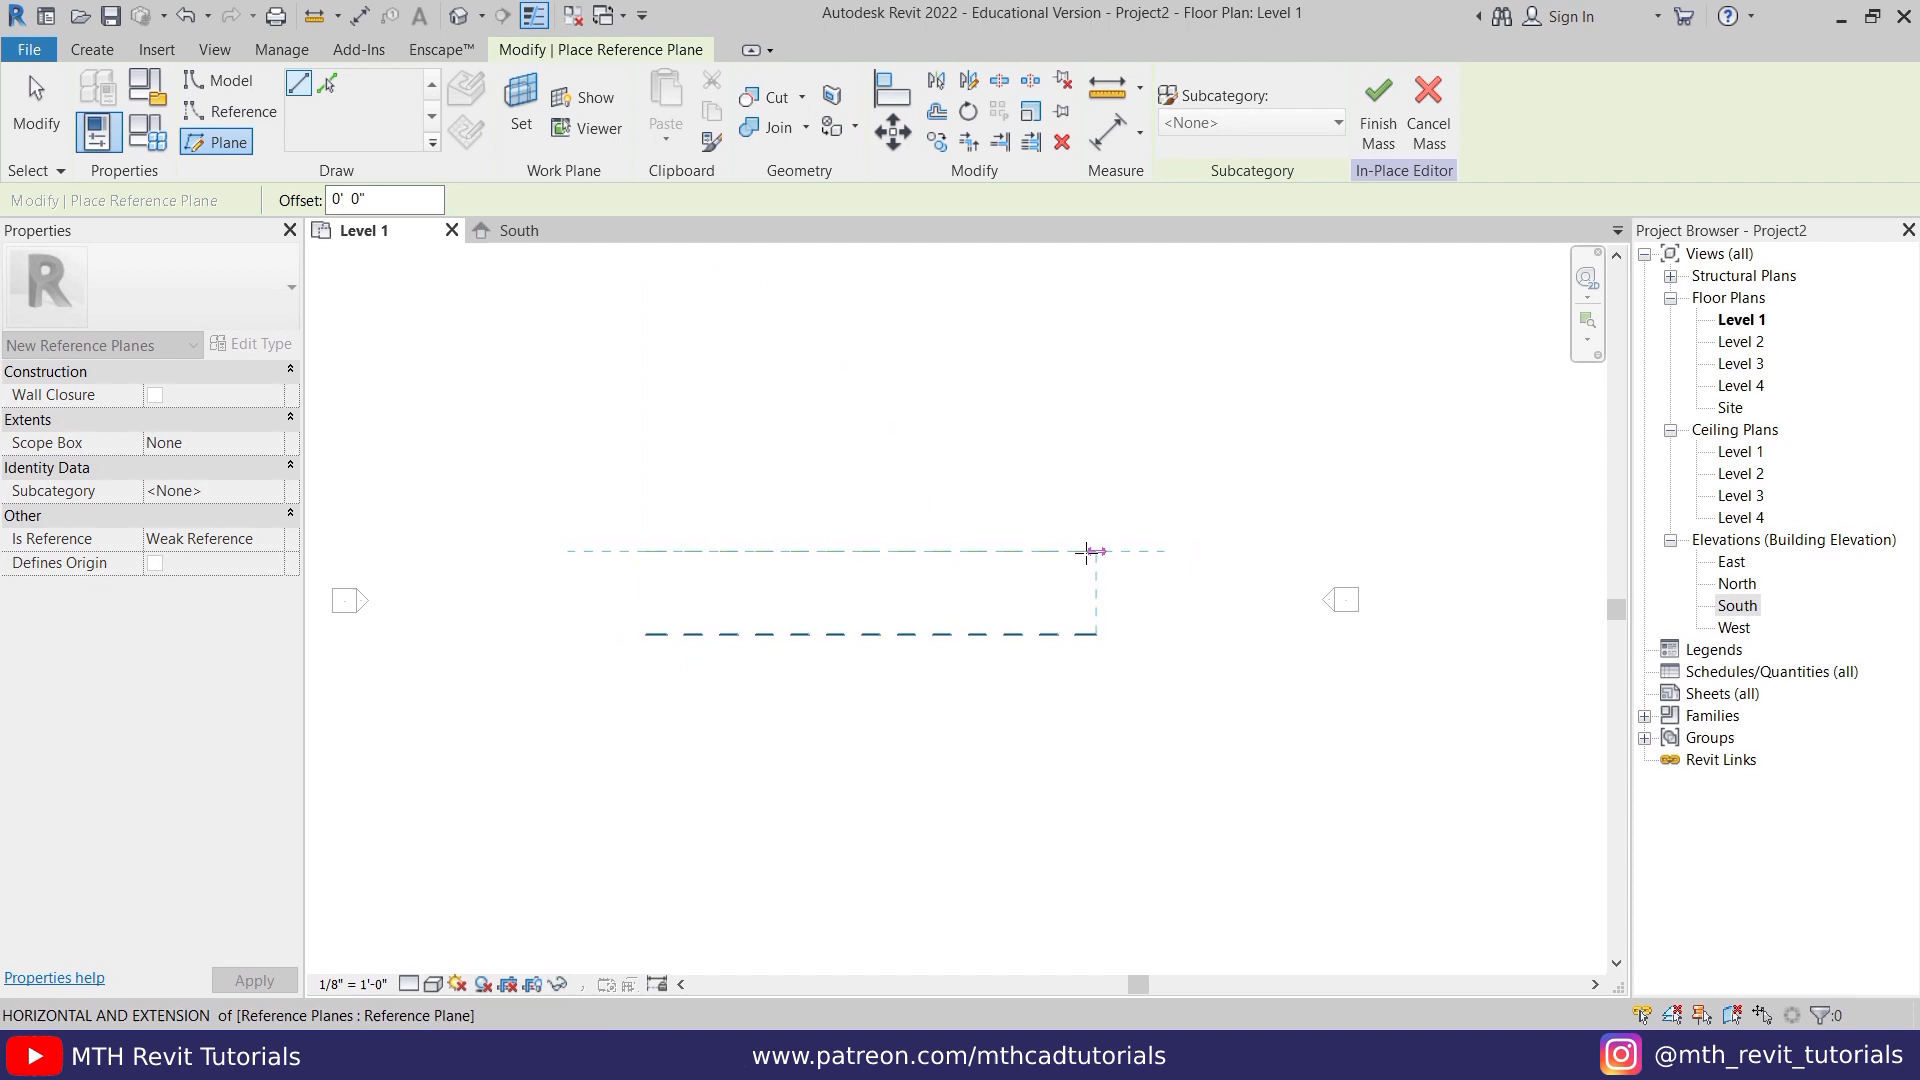 Autodesk Revit 2022 - Educational Version - Project2 - Floor Plan: Level 1
Sign In
File
Create
Insert
View
Manage
Add-Ins
Enscape™
Modify | Place Reference Plane
Modify
Model
Reference
Plane
Set
Show
Viewer
Paste
Cut
Join
Subcategory:
<None>
Finish Mass
Cancel Mass
Select
Properties
Draw
Work Plane
Clipboard
Geometry
Modify
Measure
Subcategory
In-Place Editor
Modify | Place Reference Plane
Offset:
0' 0"
Properties
Level 1
South
Project Browser - Project2
R
New Reference Planes
Edit Type
Construction
Wall Closure
Extents
Scope Box
None
Identity Data
Subcategory
<None>
Other
Is Reference
Weak Reference
Defines Origin
Properties help
Apply
2D
Views (all)
Structural Plans
Floor Plans
Level 1
Level 2
Level 3
Level 4
Site
Ceiling Plans
Level 1
Level 2
Level 3
Level 4
Elevations (Building Elevation)
East
North
South
West
Legends
Schedules/Quantities (all)
Sheets (all)
Families
Groups
Revit Links
1/8" = 1'-0"
HORIZONTAL AND EXTENSION of [Reference Planes : Reference Plane]
:0
MTH Revit Tutorials
www.patreon.com/mthcadtutorials
@mth_revit_tutorials